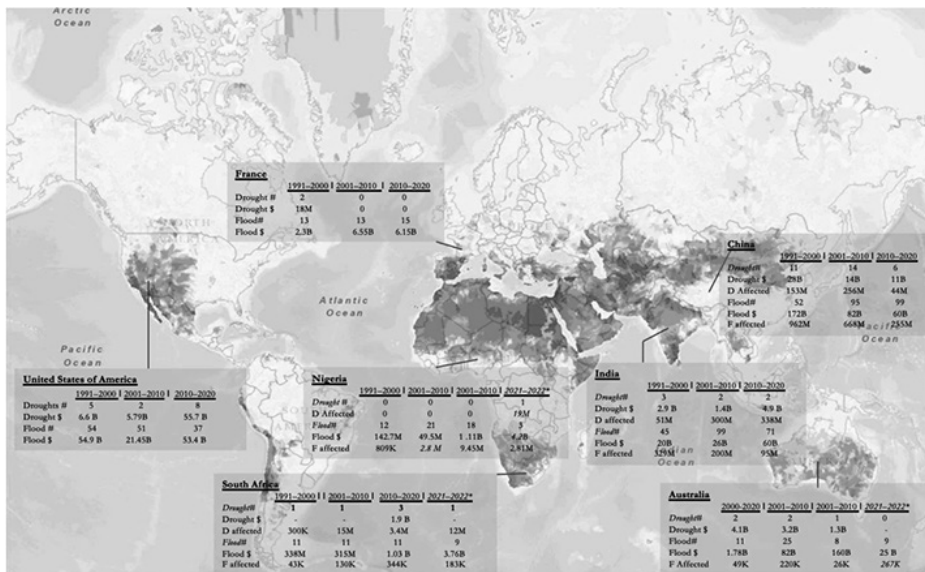 Arctic
Ocean
France
1991–2000 | 2001–2010 | 2010–2020
Drought # 2 0 0
Drought $ 18M 0 0
Flood# 13 13 15
Flood $ 2.3B 6.55B 6.15B
Atlantic
Ocean
Pacific
Ocean
China
1991–2000 | 2001–2010 | 2010–2020
Drought# 11 14 6
Drought $ 28B 14B 11B
D Affected 153M 256M 44M
Flood# 52 95 99
Flood $ 172B 82B 60B
F affected 962M 668M 255M
Pacific
Ocean
United States of America
1991–2000 | 2001–2010 | 2010–2020
Droughts # 5 2 8
Drought $ 6.6 B 5.79B 55.7 B
Flood # 54 51 37
Flood $ 54.9 B 21.45B 53.4 B
Nigeria
1991–2000 | 2001–2010 | 2001–2010 | 2021–2022*
Drought # 0 0 0 1
D Affected 0 0 0 19M
Flood# 12 21 18 5
Flood $ 142.7M 49.5M 1 .11B 4.2B
F affected 809K 2.8 M 9.45M 2.81M
India
1991–2000 | 2001–2010 | 2010–2020
Drought# 3 2 2
Drought $ 2.9 B 1.4B 4.9 B
D affected 51M 300M 338M
Flood# 45 99 71
Flood $ 20B 26B 60B
F affected 329M 200M 95M
Ocean
South Africa
1991–2000 | | 2001–2010 | 2010–2020 | 2021–2022*
Drought# 1 1 3 1
Drought $ - - 1.9 B -
D affected 300K 15M 3.4M 12M
Flood# 11 11 11 9
Flood $ 338M 315M 1.03 B 3.76B
F Affected 43K 130K 344K 183K
Australia
2000-2020 | 2001–2010 | 2001–2010 | 2021–2022*
Drought# 2 2 1 0
Drought $ 4.1B 3.2B 1.3B -
Flood# 11 25 8 9
Flood $ 1.78B 82B 160B 25 B
F Affected 49K 220K 26K 267K